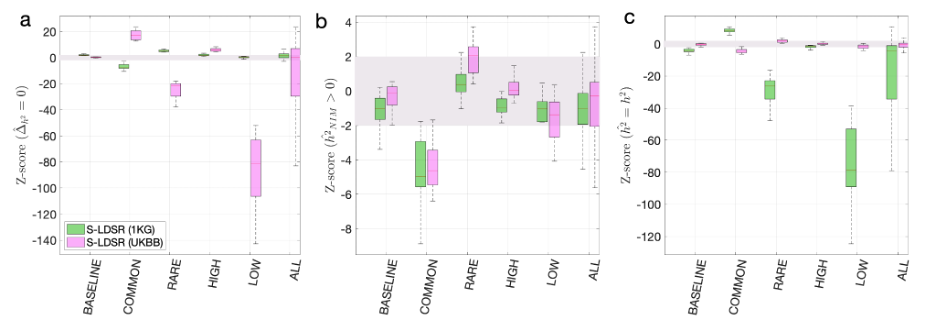 a
Z-score (Δ̂_h² = 0)
20
0
-20
-40
-60
-80
-100
-120
-140
S-LDSR (1KG)
S-LDSR (UKBB)
BASELINE
COMMON
RARE
HIGH
LOW
ALL
b
Z-score (ĥ²_NIM > 0)
4
2
0
-2
-4
-6
-8
BASELINE
COMMON
RARE
HIGH
LOW
ALL
c
Z-score (ĥ² = h²)
0
-20
-40
-60
-80
-100
-120
BASELINE
COMMON
RARE
HIGH
LOW
ALL